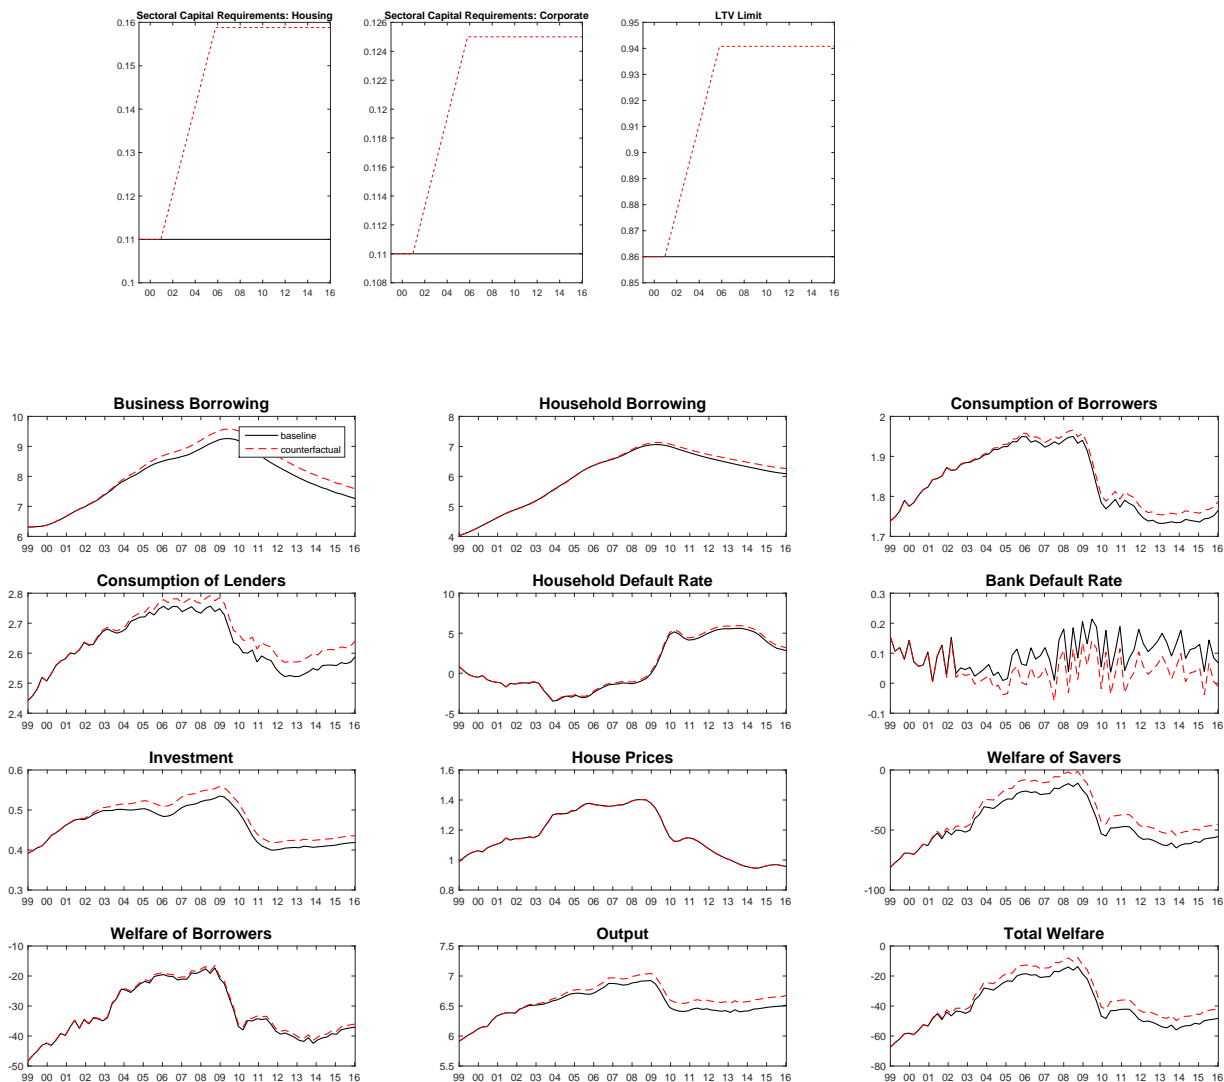 Sectoral Capital Requirements: Housing
0.16
0.15
0.14
0.13
0.12
0.11
0.1
00 02 04 06 08 10 12 14 16
Sectoral Capital Requirements: Corporate
0.126
0.124
0.122
0.12
0.118
0.116
0.114
0.112
0.11
0.108
00 02 04 06 08 10 12 14 16
LTV Limit
0.95
0.94
0.93
0.92
0.91
0.9
0.89
0.88
0.87
0.86
0.85
00 02 04 06 08 10 12 14 16
Business Borrowing
10
9
8
7
6
baseline
counterfactual
99 00 01 02 03 04 05 06 07 08 09 10 11 12 13 14 15 16
Household Borrowing
8
7
6
5
4
99 00 01 02 03 04 05 06 07 08 09 10 11 12 13 14 15 16
Consumption of Borrowers
2
1.9
1.8
1.7
99 00 01 02 03 04 05 06 07 08 09 10 11 12 13 14 15 16
Consumption of Lenders
2.8
2.7
2.6
2.5
2.4
99 00 01 02 03 04 05 06 07 08 09 10 11 12 13 14 15 16
Household Default Rate
10
5
0
-5
99 00 01 02 03 04 05 06 07 08 09 10 11 12 13 14 15 16
Bank Default Rate
0.3
0.2
0.1
0
-0.1
99 00 01 02 03 04 05 06 07 08 09 10 11 12 13 14 15 16
Investment
0.6
0.5
0.4
0.3
99 00 01 02 03 04 05 06 07 08 09 10 11 12 13 14 15 16
House Prices
1.6
1.4
1.2
1
0.8
99 00 01 02 03 04 05 06 07 08 09 10 11 12 13 14 15 16
Welfare of Savers
0
-50
-100
99 00 01 02 03 04 05 06 07 08 09 10 11 12 13 14 15 16
Welfare of Borrowers
-10
-20
-30
-40
-50
99 00 01 02 03 04 05 06 07 08 09 10 11 12 13 14 15 16
Output
7.5
7
6.5
6
5.5
99 00 01 02 03 04 05 06 07 08 09 10 11 12 13 14 15 16
Total Welfare
0
-20
-40
-60
-80
99 00 01 02 03 04 05 06 07 08 09 10 11 12 13 14 15 16